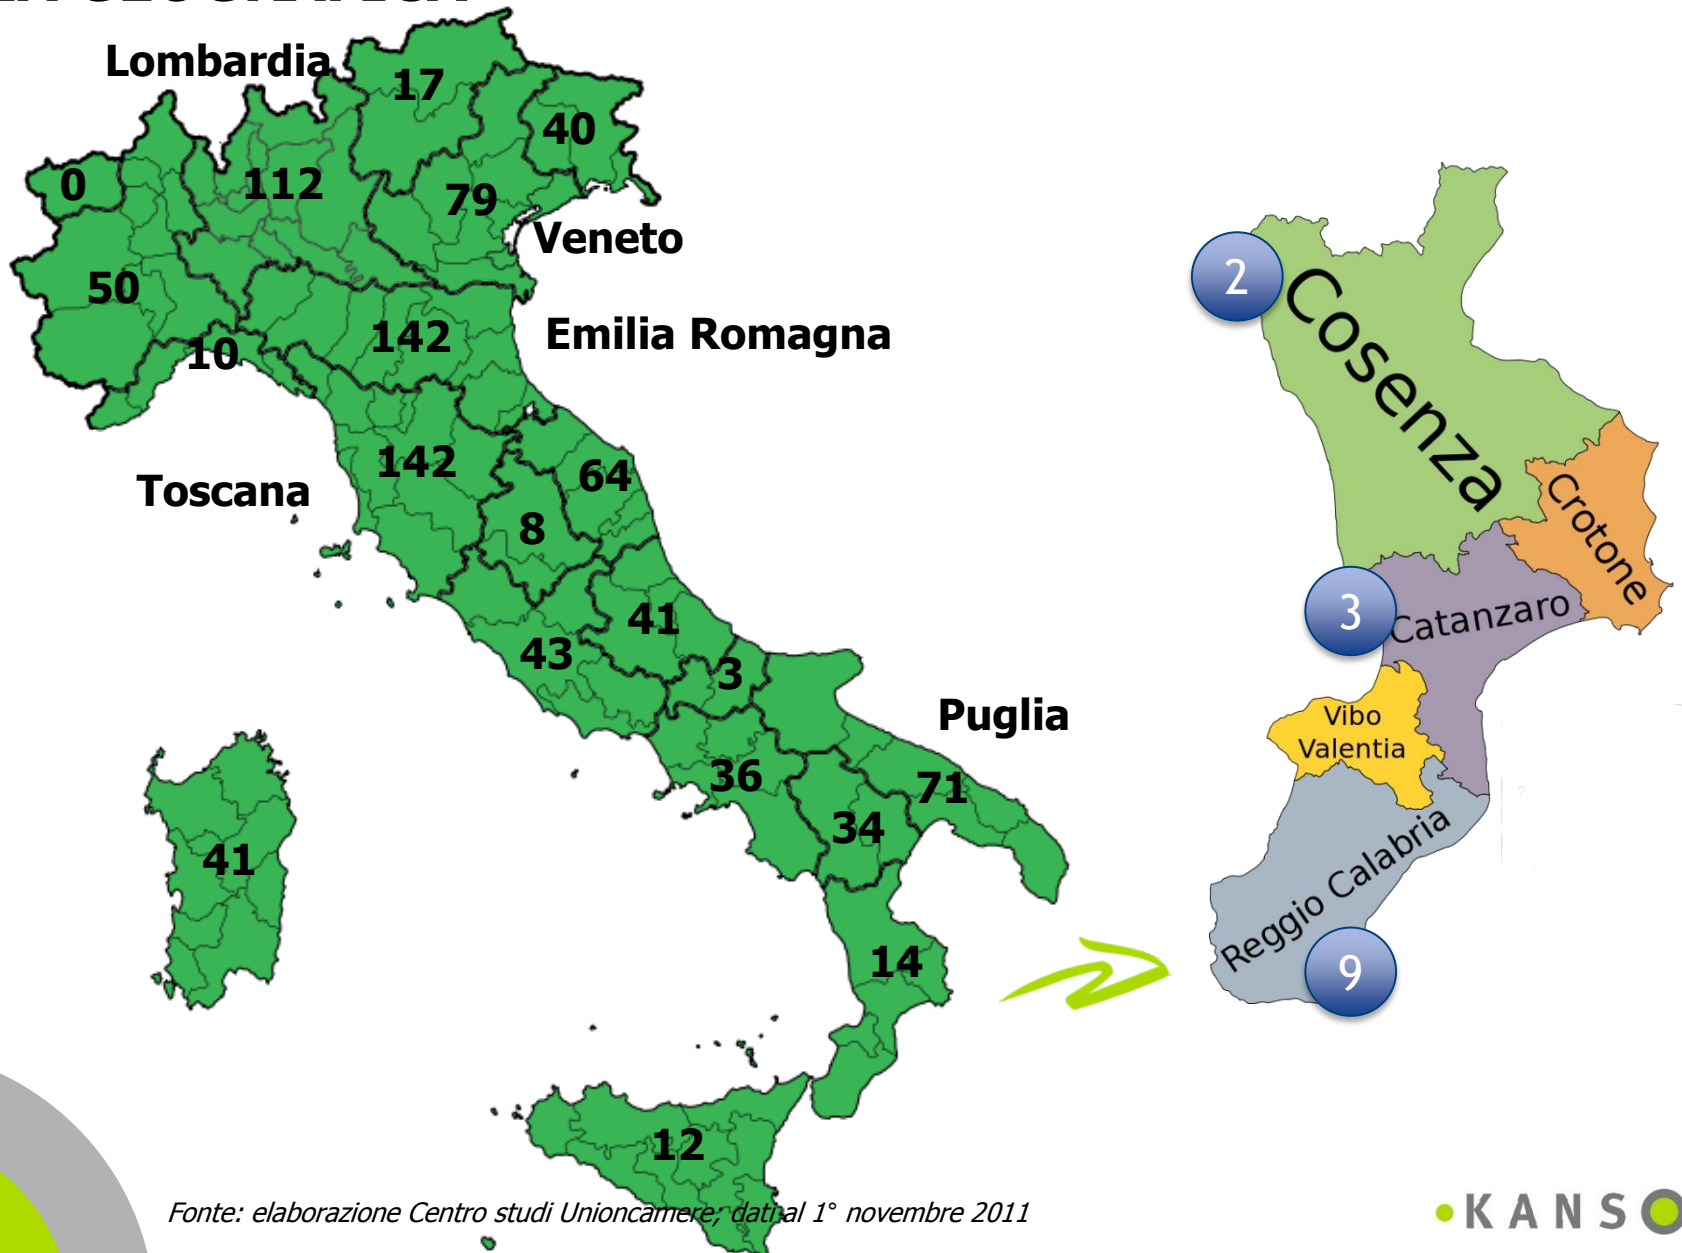 Lombardia
17
40
0
112
79
Veneto
50
142
Emilia Romagna
10
142
64
Toscana
8
41
43
3
Puglia
36
71
34
41
14
12
2
Cosenza
Crotone
3
Catanzaro
Vibo
Valentia
Reggio Calabria
9
Fonte: elaborazione Centro studi Unioncamere; dati al 1° novembre 2011
KANSO